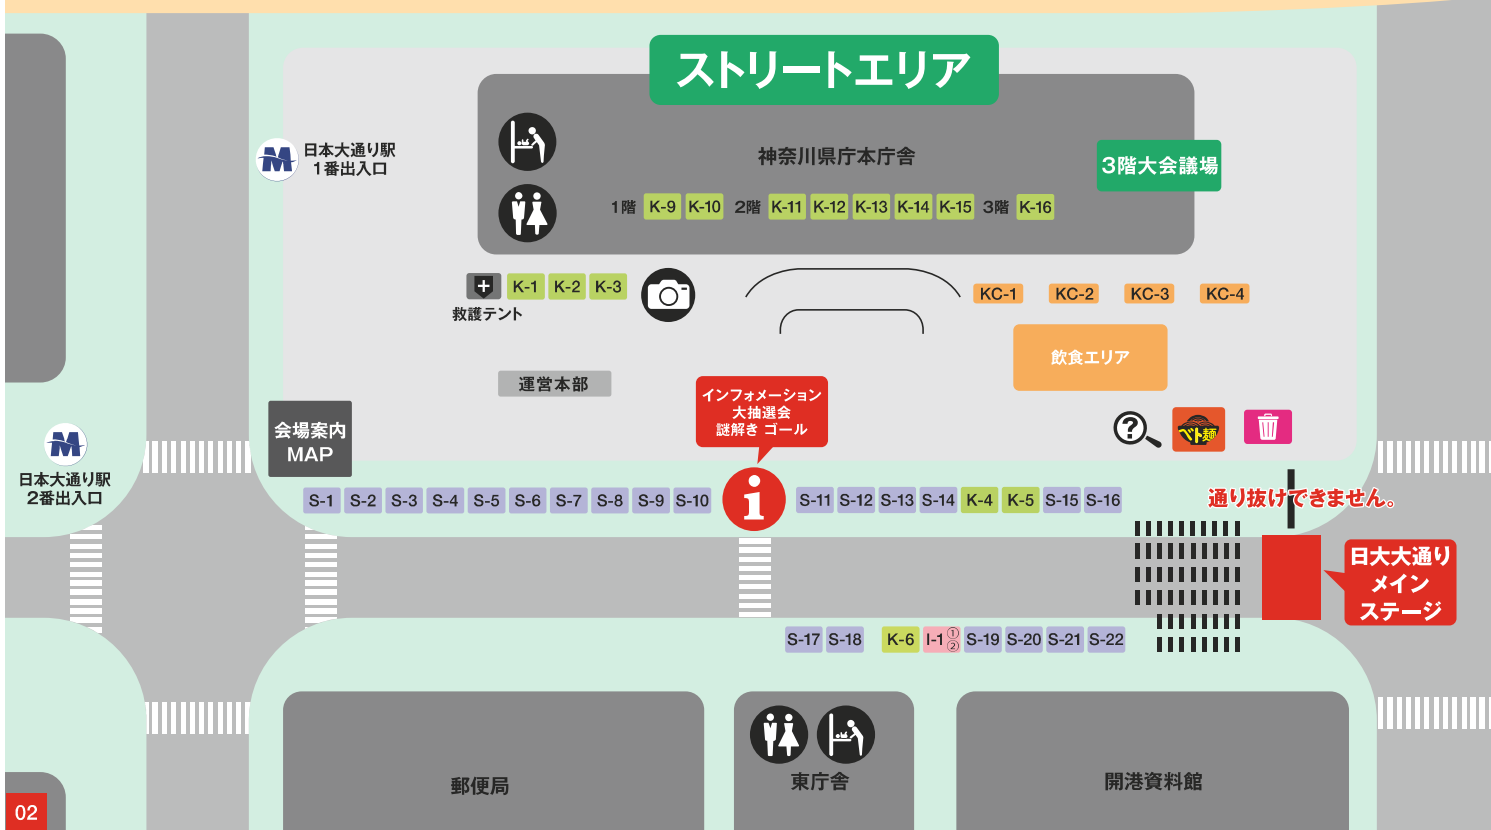 ストリートエリア
日本大通り駅
1番出入口
神奈川県庁本庁舎
3階大会議場
1階 K-9 K-10 2階 K-11 K-12 K-13 K-14 K-15 3階 K-16
K-1 K-2 K-3
救護テント
KC-1 KC-2 KC-3 KC-4
飲食エリア
運営本部
インフォメーション
大抽選会
謎解き ゴール
会場案内
MAP
?
ベト麺
日本大通り駅
2番出入口
S-1 S-2 S-3 S-4 S-5 S-6 S-7 S-8 S-9 S-10
i
S-11 S-12 S-13 S-14 K-4 K-5 S-15 S-16
通り抜けできません。
日大大通り
メイン
ステージ
S-17 S-18 K-6 I-1 ① ② S-19 S-20 S-21 S-22
郵便局
東庁舎
開港資料館
02